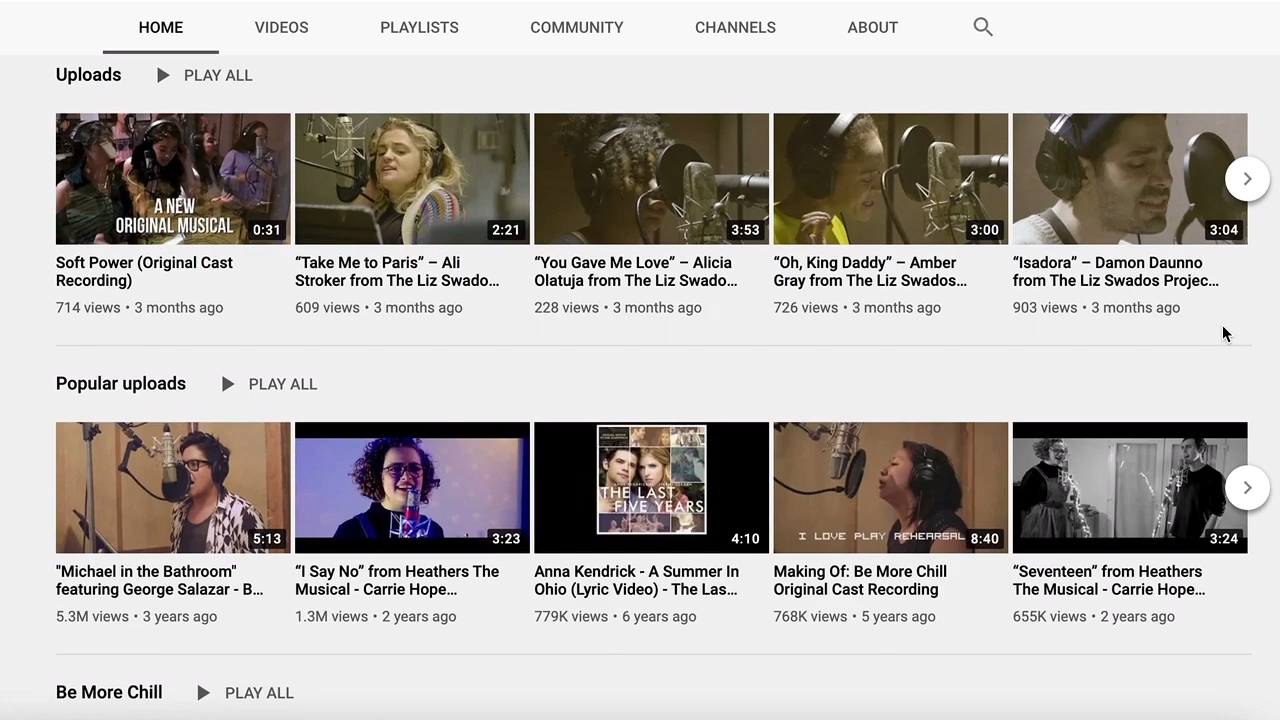 HOME VIDEOS PLAYLISTS COMMUNITY CHANNELS ABOUT
Uploads PLAY ALL
A NEW
ORIGINAL MUSICAL
0:31
2:21
3:53
3:00
3:04
Soft Power (Original Cast
Recording)
714 views • 3 months ago
“Take Me to Paris” – Ali
Stroker from The Liz Swado...
609 views • 3 months ago
“You Gave Me Love” – Alicia
Olatuja from The Liz Swado...
228 views • 3 months ago
“Oh, King Daddy” – Amber
Gray from The Liz Swados...
726 views • 3 months ago
“Isadora” – Damon Daunno
from The Liz Swados Projec...
903 views • 3 months ago
Popular uploads PLAY ALL
5:13
3:23
THE LAST
FIVE YEARS
4:10
I LOVE PLAY REHEARSAL
8:40
3:24
"Michael in the Bathroom"
featuring George Salazar - B...
5.3M views • 3 years ago
“I Say No” from Heathers The
Musical - Carrie Hope...
1.3M views • 2 years ago
Anna Kendrick - A Summer In
Ohio (Lyric Video) - The Las...
779K views • 6 years ago
Making Of: Be More Chill
Original Cast Recording
768K views • 5 years ago
“Seventeen” from Heathers
The Musical - Carrie Hope...
655K views • 2 years ago
Be More Chill PLAY ALL